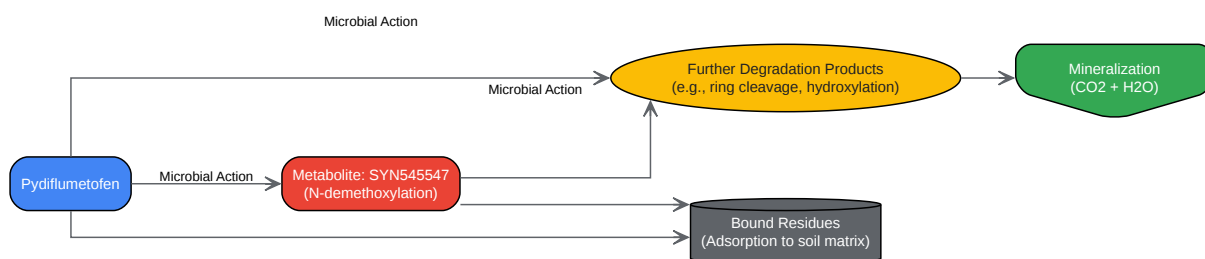 Microbial Action
Further Degradation Products
(e.g., ring cleavage, hydroxylation)
Mineralization
(CO2 + H2O)
Microbial Action
Pydiflumetofen
Microbial Action
Metabolite: SYN545547
(N-demethoxylation)
Bound Residues
(Adsorption to soil matrix)